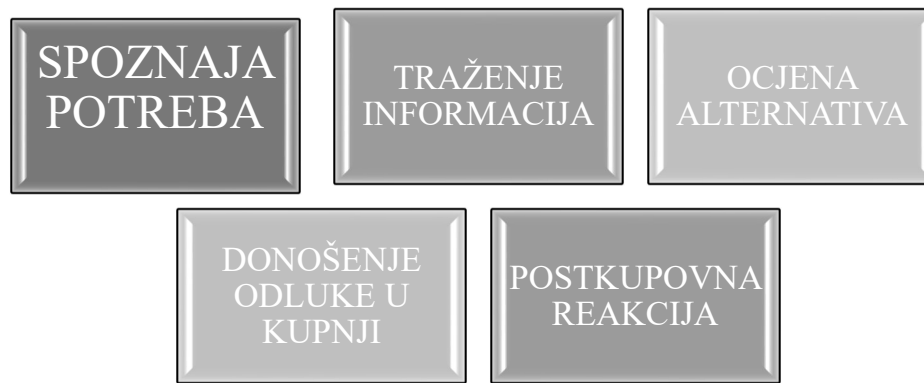 SPOZNAJA
POTREBA
TRAŽENJE
INFORMACIJA
OCJENA
ALTERNATIVA
DONOŠENJE
ODLUKE U
KUPNJI
POSTKUPOVNA
REAKCIJA